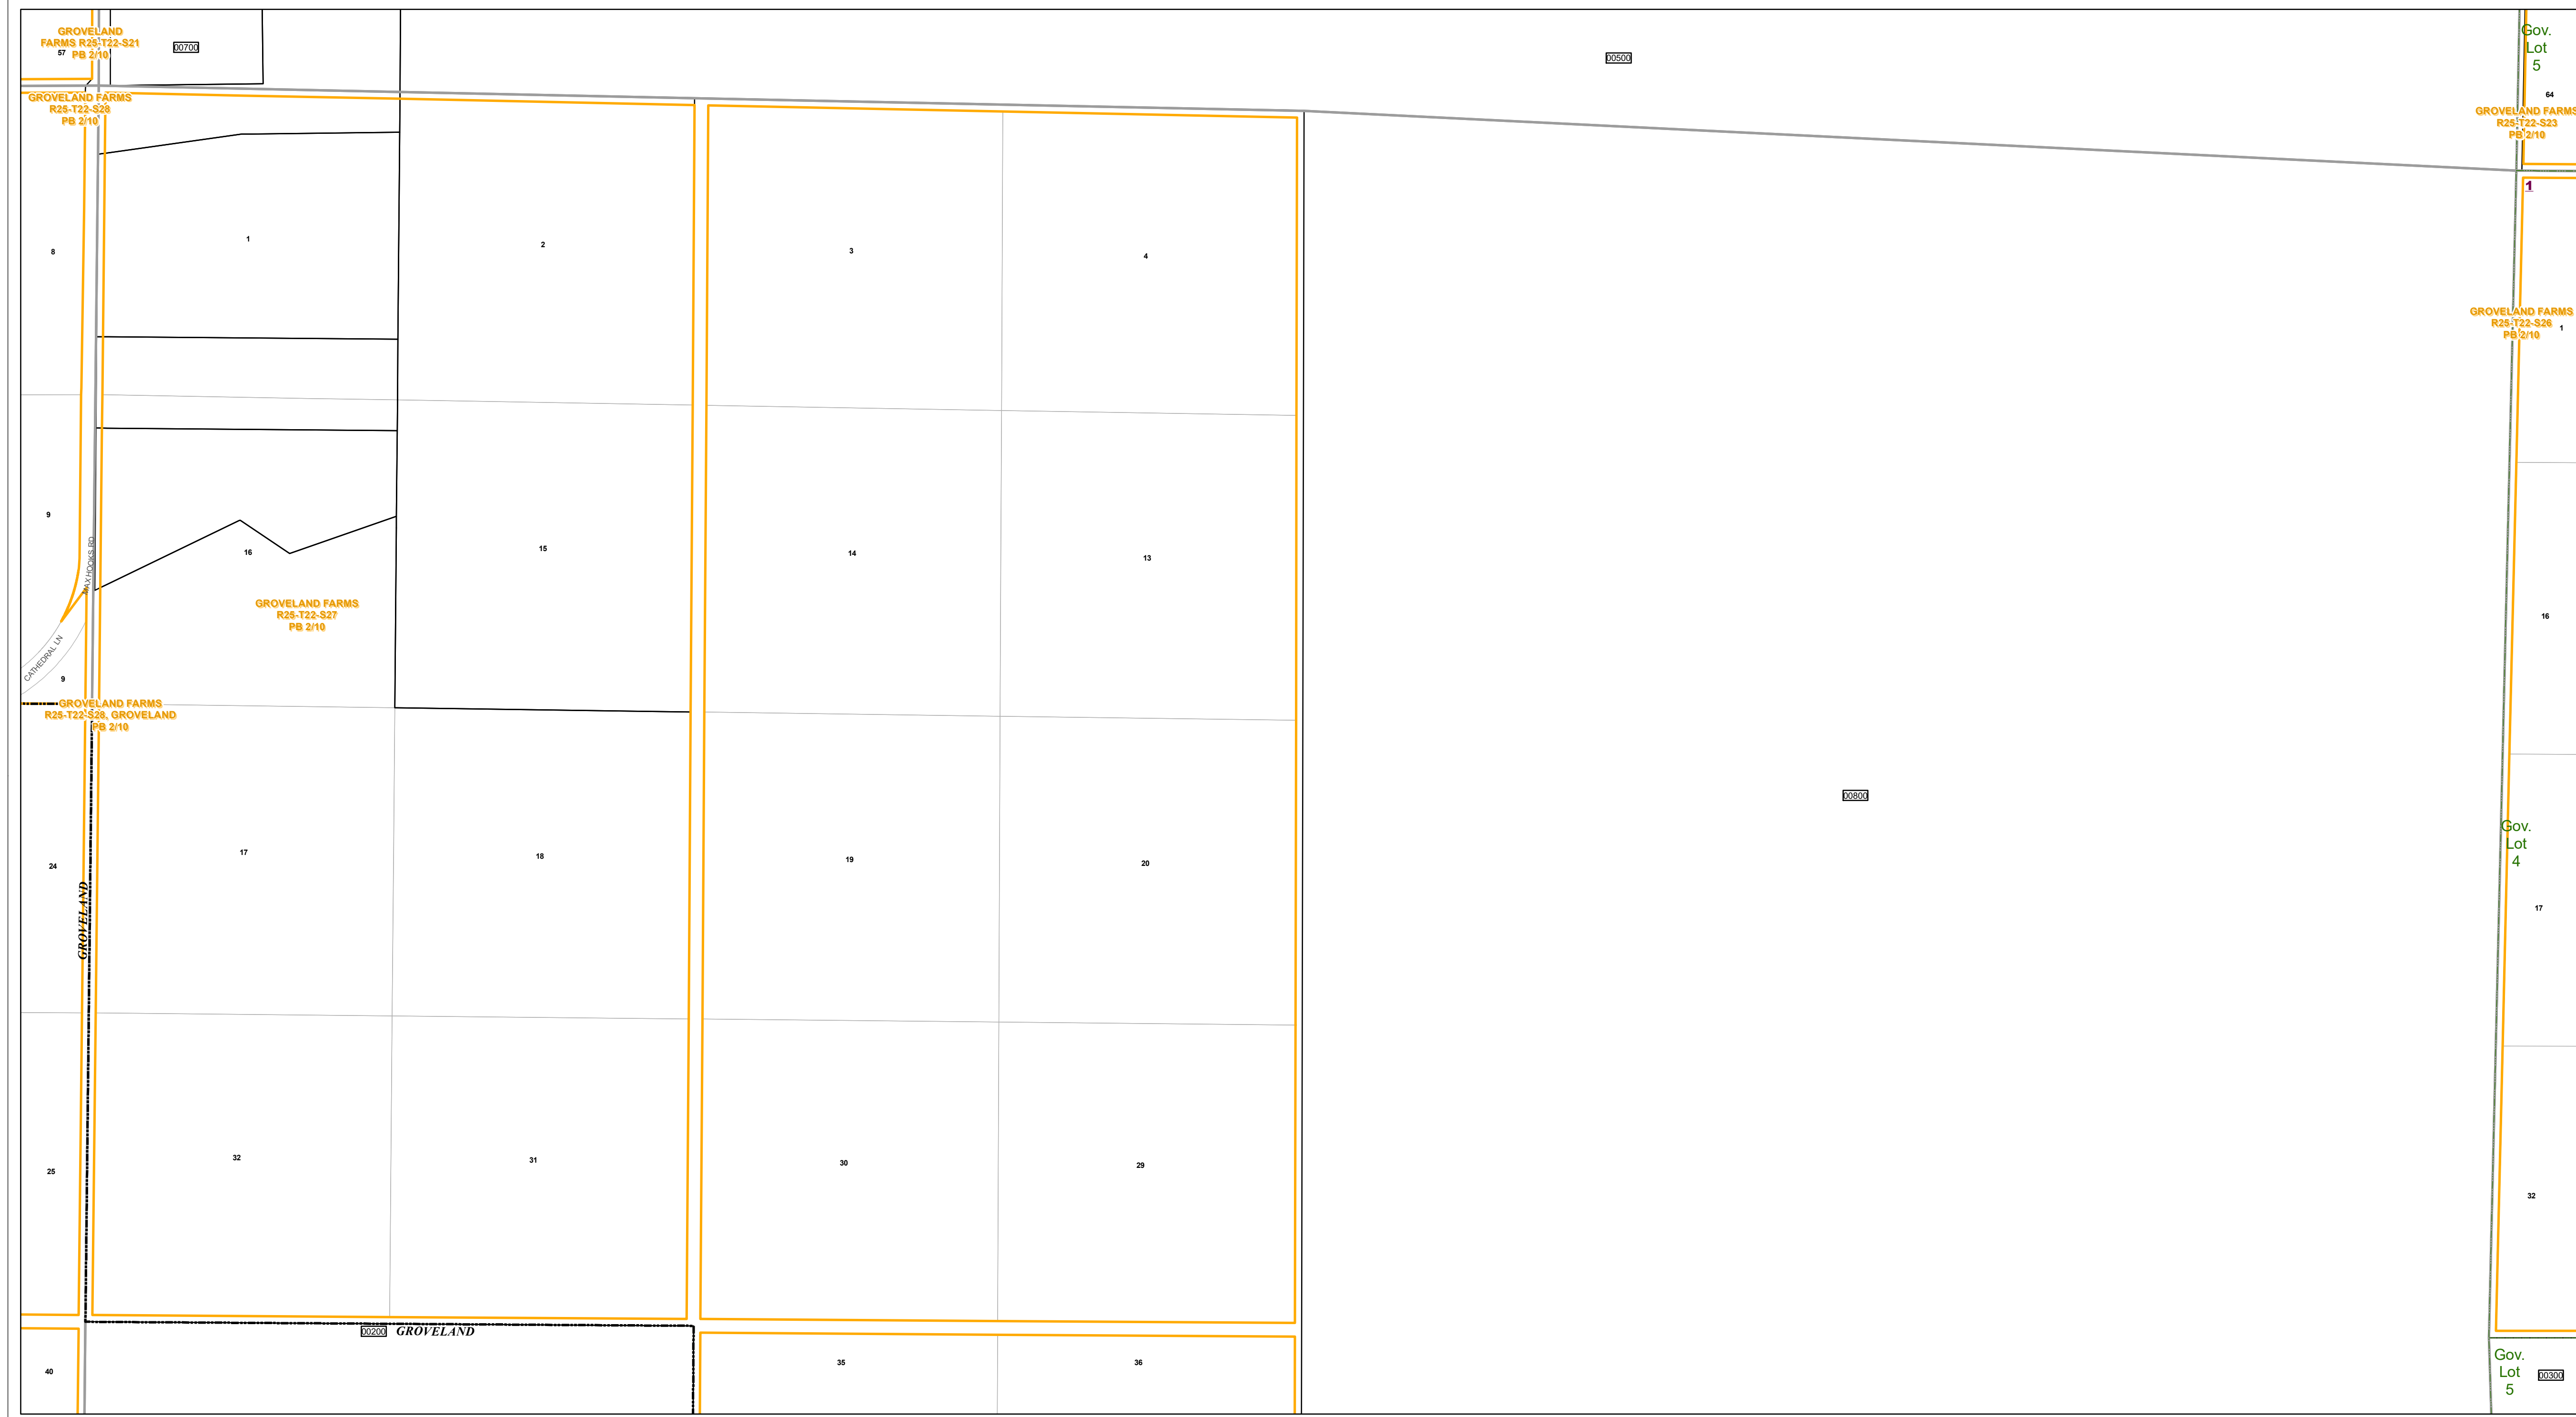 GROVELAND
FARMS R25-T22-S21
PB 2/10
57
00700
00500
Gov.
Lot
5
64
GROVELAND FARMS
R25-T22-S28
PB 2/10
GROVELAND FARMS
R25-T22-S23
PB 2/10
1
8
1
2
3
4
GROVELAND FARMS
R25-T22-S26
PB 2/10
1
9
16
15
14
13
MAX HOOKS RD
GROVELAND FARMS
R25-T22-S27
PB 2/10
16
CATHEDRAL LN
9
GROVELAND FARMS
R25-T22-S28, GROVELAND
PB 2/10
00800
24
17
18
19
20
Gov.
Lot
4
17
GROVELAND
25
32
31
30
29
32
00200
GROVELAND
40
35
36
Gov.
Lot
5
00300